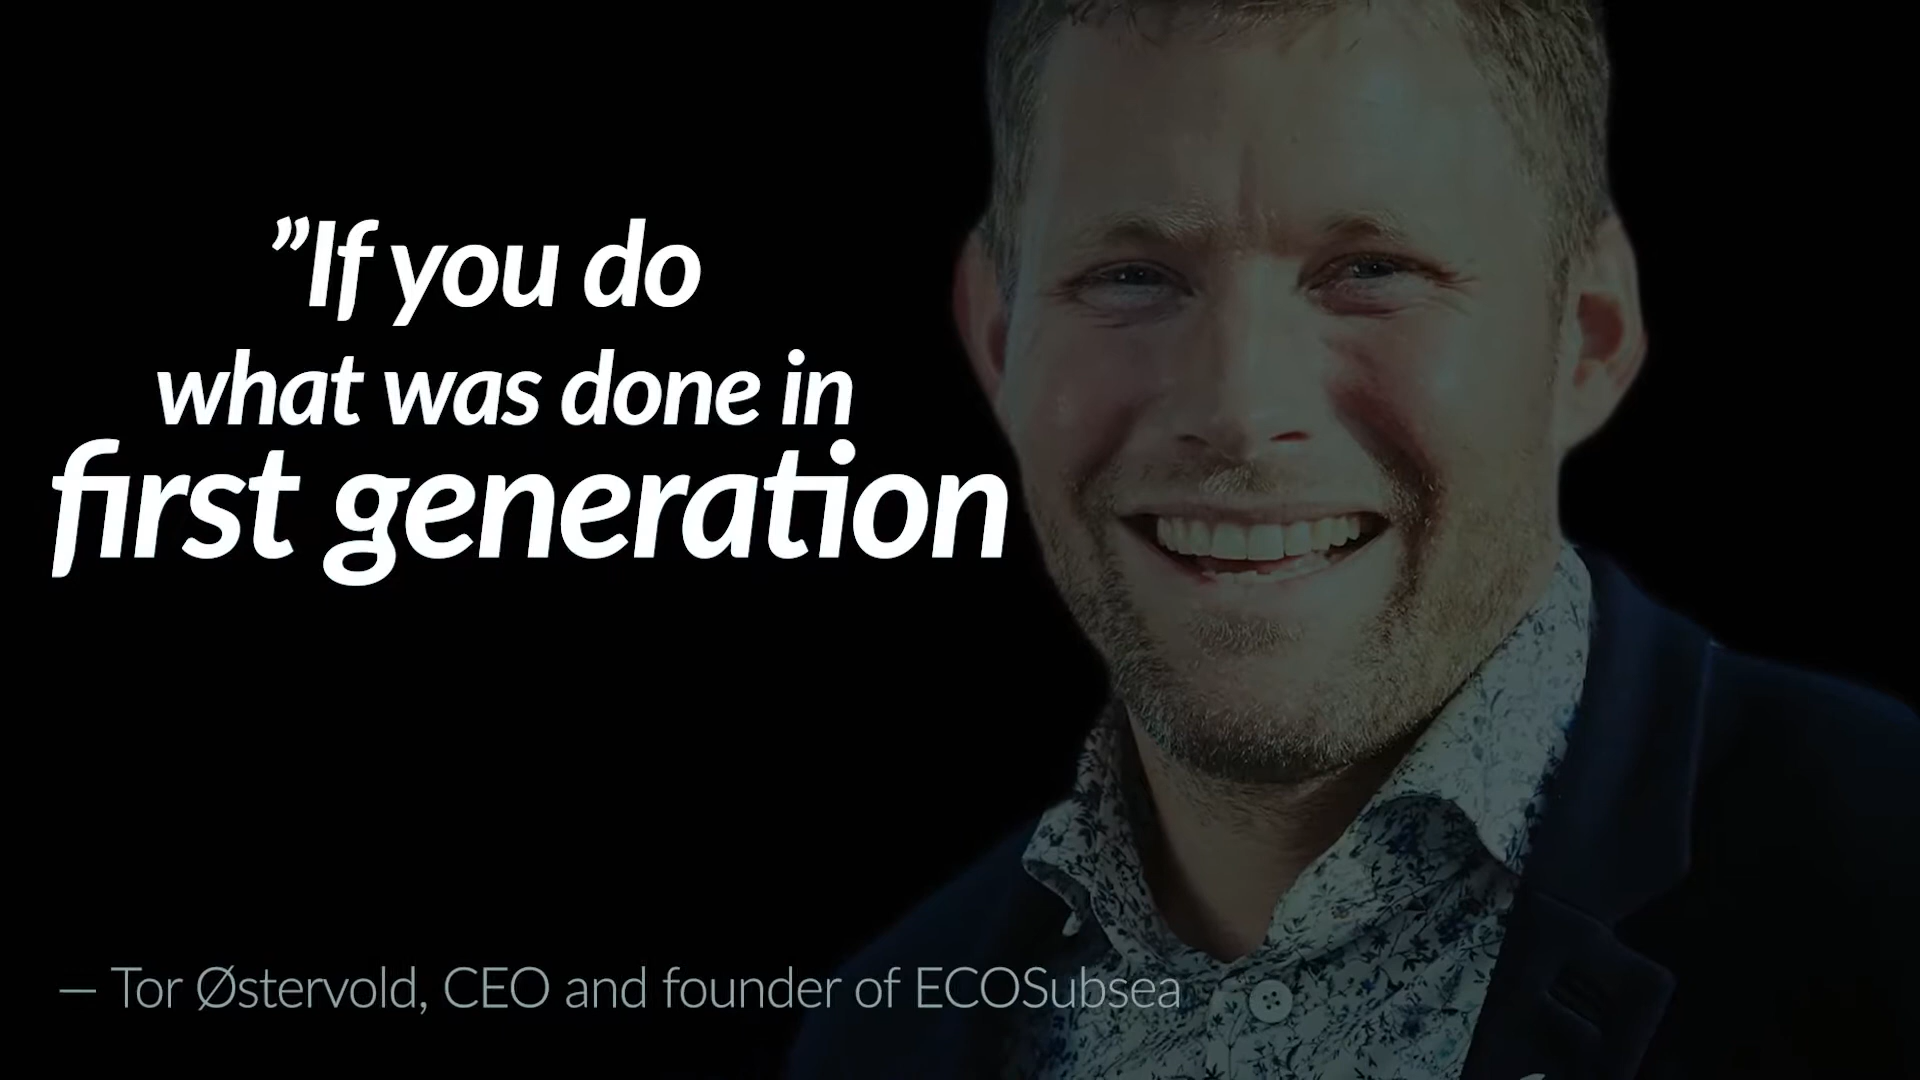 ”If you do
what was done in
first generation
— Tor Østervold, CEO and founder of ECOSubsea